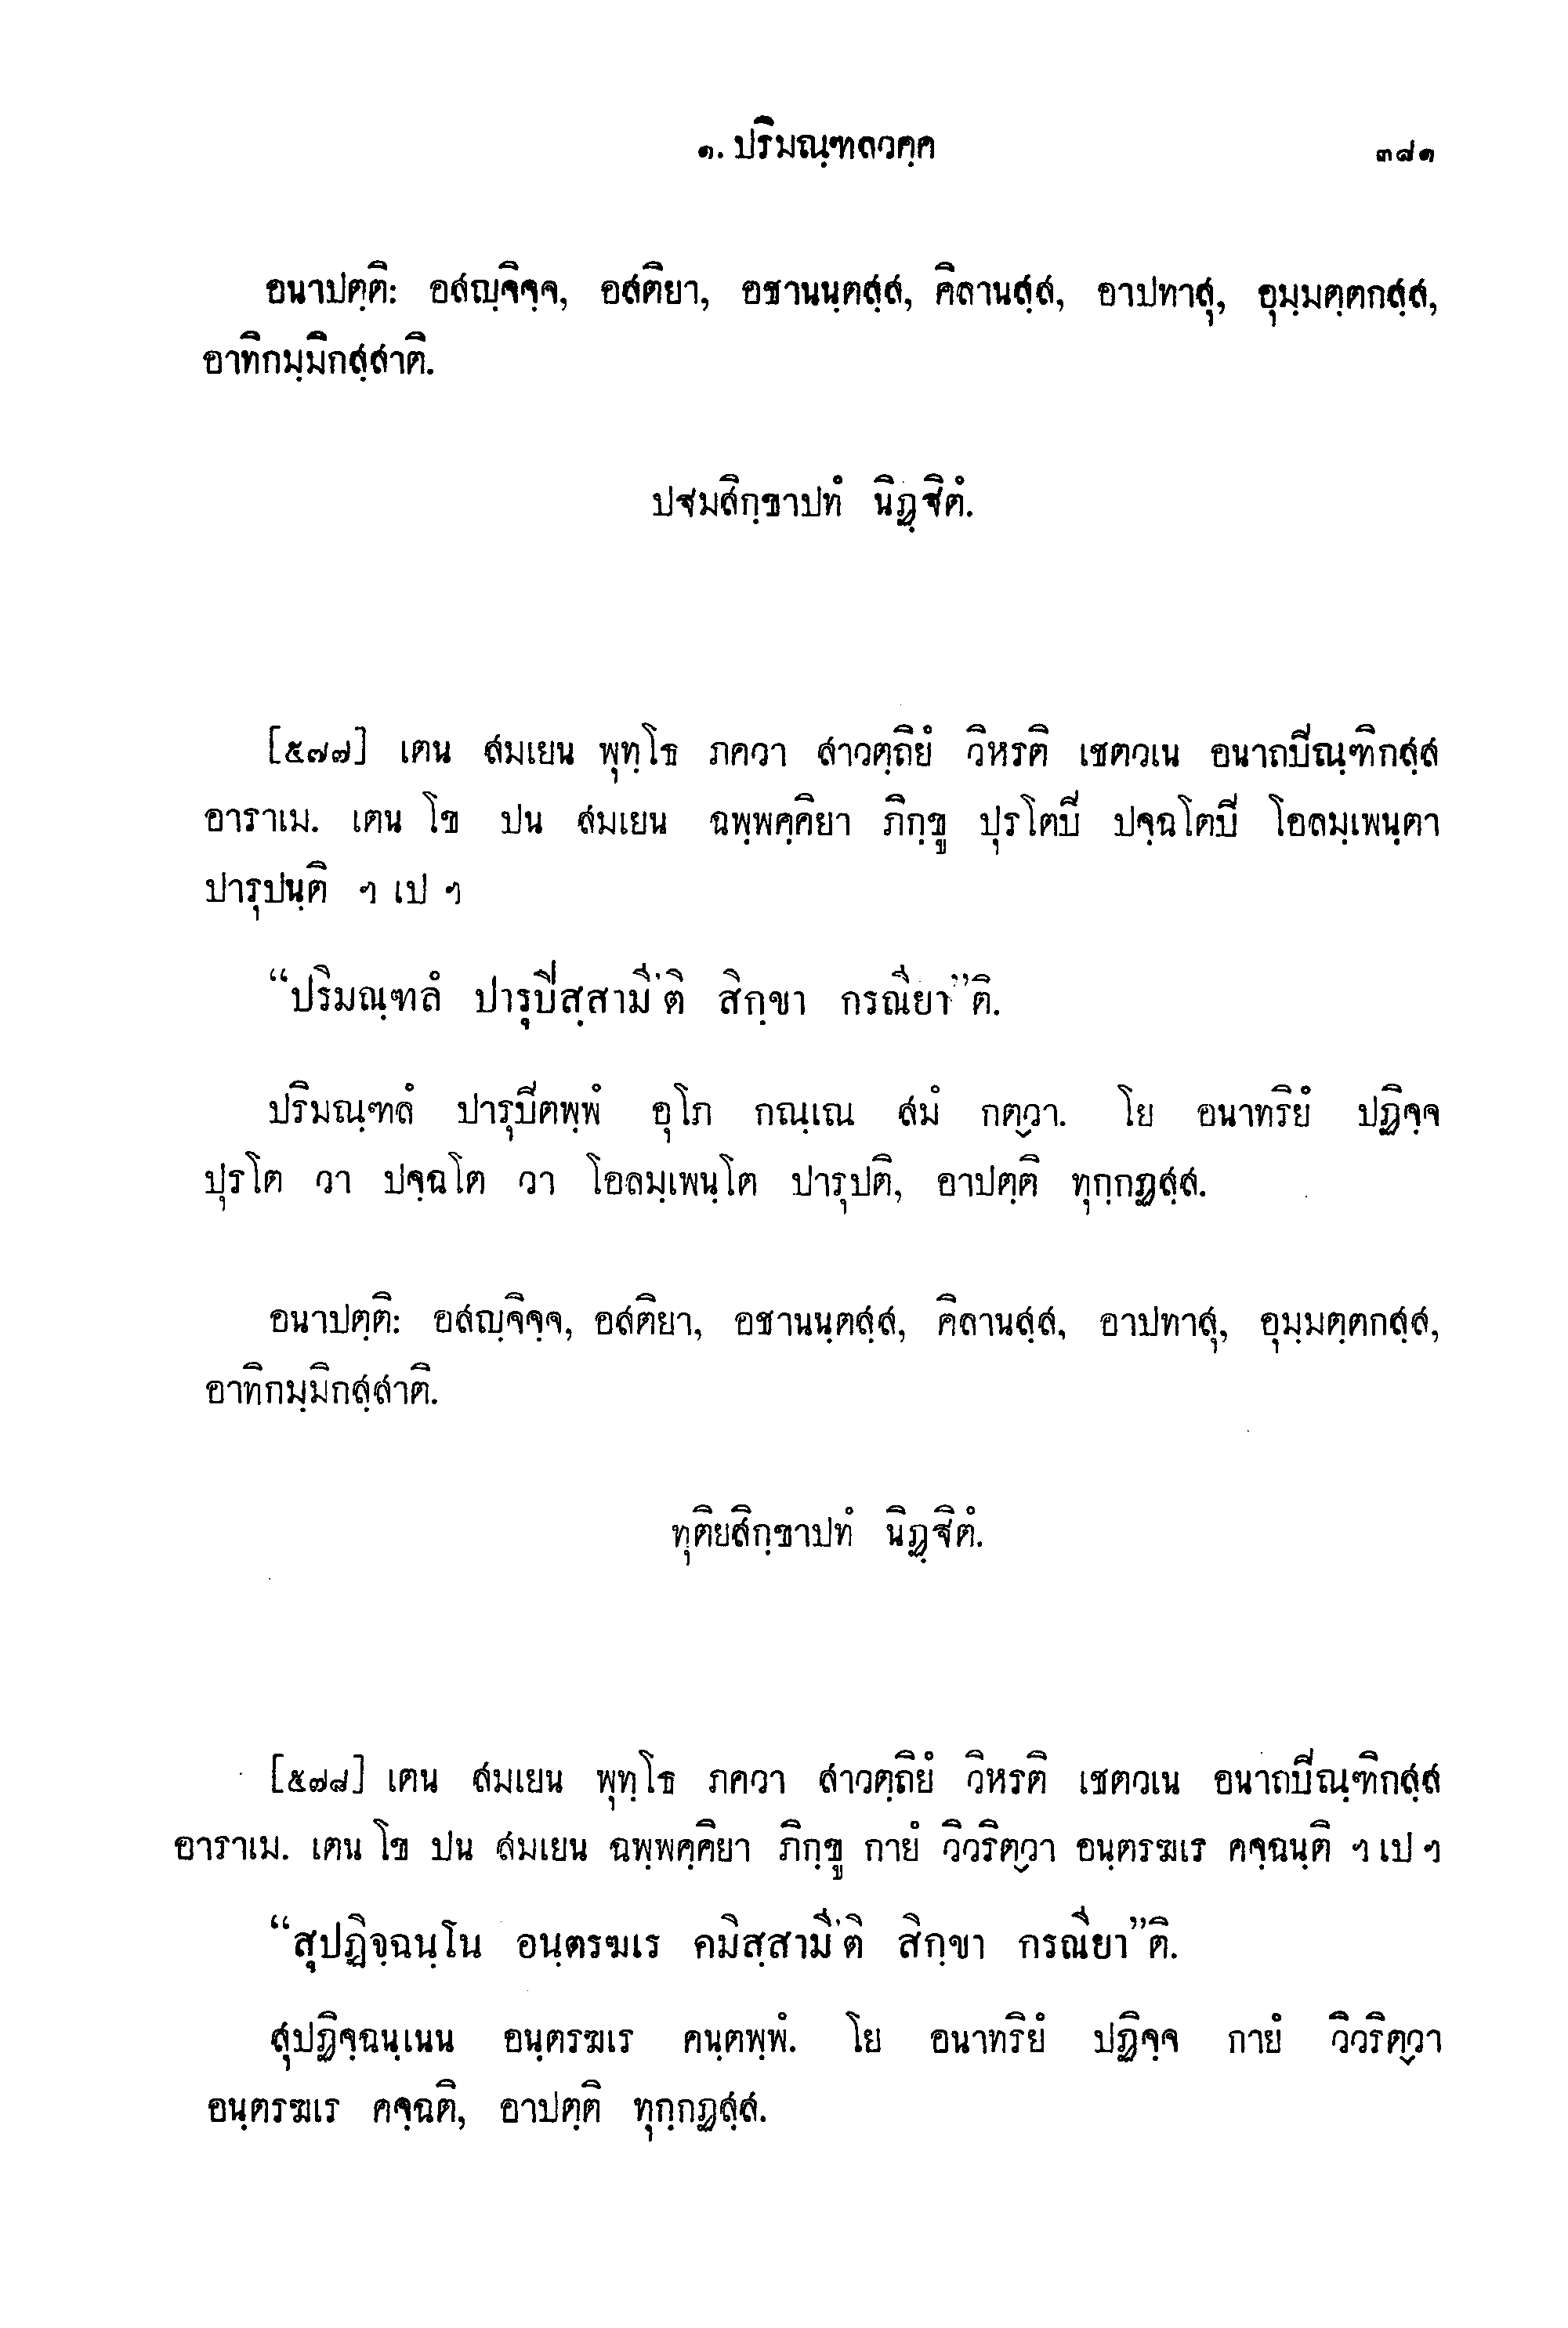 ๑. ปริมณฺฑลวคฺค ๓๘๑
อนาปตฺติ: อสญฺจิจฺจ, อสติยา, อชานนฺตสฺส, คิลานสฺส, อาปทาสุ, อุมฺมตฺตกสฺส,
อาทิกมฺมิกสฺสาติ.
ปฐมสิกฺขาปทํ นิฏฺฐิตํ.
[๕๗๗] เตน สมเยน พุทฺโธ ภควา สาวตฺถิยํ วิหรติ เชตวเน อนาถปิณฺฑิกสฺส
อาราเม. เตน โข ปน สมเยน ฉพฺพคฺคิยา ภิกฺขู ปุรโตปิ ปจฺฉโตปิ โอลมฺเพนฺตา
ปารุปนฺติ ฯ เป ฯ
“ปริมณฺฑลํ ปารุปิสฺสามี’ติ สิกฺขา กรณียา”ติ.
ปริมณฺฑลํ ปารุปิตพฺพํ อุโภ กณฺเณ สมํ กตฺวา. โย อนาทริยํ ปฏิจฺจ
ปุรโต วา ปจฺฉโต วา โอลมฺเพนฺโต ปารุปติ, อาปตฺติ ทุกฺกฏสฺส.
อนาปตฺติ: อสญฺจิจฺจ, อสติยา, อชานนฺตสฺส, คิลานสฺส, อาปทาสุ, อุมฺมตฺตกสฺส,
อาทิกมฺมิกสฺสาติ.
ทุติยสิกฺขาปทํ นิฏฺฐิตํ.
[๕๗๘] เตน สมเยน พุทฺโธ ภควา สาวตฺถิยํ วิหรติ เชตวเน อนาถปิณฺฑิกสฺส
อาราเม. เตน โข ปน สมเยน ฉพฺพคฺคิยา ภิกฺขู กายํ วิวริตฺวา อนฺตรฆเร คจฺฉนฺติ ฯ เป ฯ
“สุปฏิจฺฉนฺโน อนฺตรฆเร คมิสฺสามี’ติ สิกฺขา กรณียา”ติ.
สุปฏิจฺฉนฺเนน อนฺตรฆเร คนฺตพฺพํ. โย อนาทริยํ ปฏิจฺจ กายํ วิวริตฺวา
อนฺตรฆเร คจฺฉติ, อาปตฺติ ทุกฺกฏสฺส.